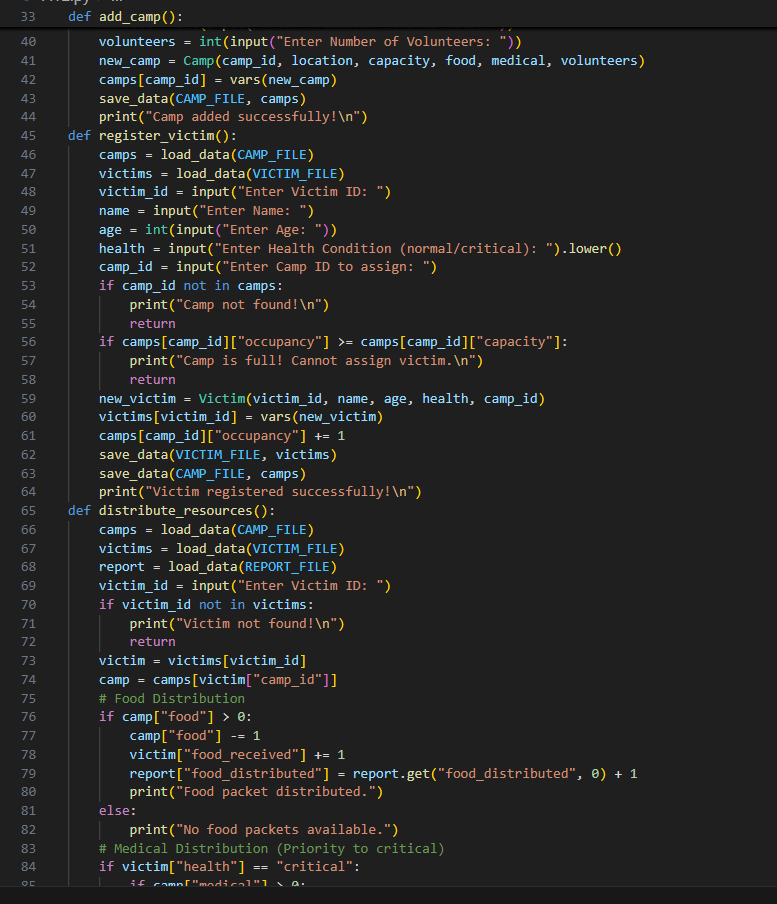 33 def add_camp():
40     volunteers = int(input("Enter Number of Volunteers: "))
41     new_camp = Camp(camp_id, location, capacity, food, medical, volunteers)
42     camps[camp_id] = vars(new_camp)
43     save_data(CAMP_FILE, camps)
44     print("Camp added successfully!\n")
45 def register_victim():
46     camps = load_data(CAMP_FILE)
47     victims = load_data(VICTIM_FILE)
48     victim_id = input("Enter Victim ID: ")
49     name = input("Enter Name: ")
50     age = int(input("Enter Age: "))
51     health = input("Enter Health Condition (normal/critical): ").lower()
52     camp_id = input("Enter Camp ID to assign: ")
53     if camp_id not in camps:
54         print("Camp not found!\n")
55         return
56     if camps[camp_id]["occupancy"] >= camps[camp_id]["capacity"]:
57         print("Camp is full! Cannot assign victim.\n")
58         return
59     new_victim = Victim(victim_id, name, age, health, camp_id)
60     victims[victim_id] = vars(new_victim)
61     camps[camp_id]["occupancy"] += 1
62     save_data(VICTIM_FILE, victims)
63     save_data(CAMP_FILE, camps)
64     print("Victim registered successfully!\n")
65 def distribute_resources():
66     camps = load_data(CAMP_FILE)
67     victims = load_data(VICTIM_FILE)
68     report = load_data(REPORT_FILE)
69     victim_id = input("Enter Victim ID: ")
70     if victim_id not in victims:
71         print("Victim not found!\n")
72         return
73     victim = victims[victim_id]
74     camp = camps[victim["camp_id"]]
75     # Food Distribution
76     if camp["food"] > 0:
77         camp["food"] -= 1
78         victim["food_received"] += 1
79         report["food_distributed"] = report.get("food_distributed", 0) + 1
80         print("Food packet distributed.")
81     else:
82         print("No food packets available.")
83     # Medical Distribution (Priority to critical)
84     if victim["health"] == "critical":
85         if camp["medical"] > 0: